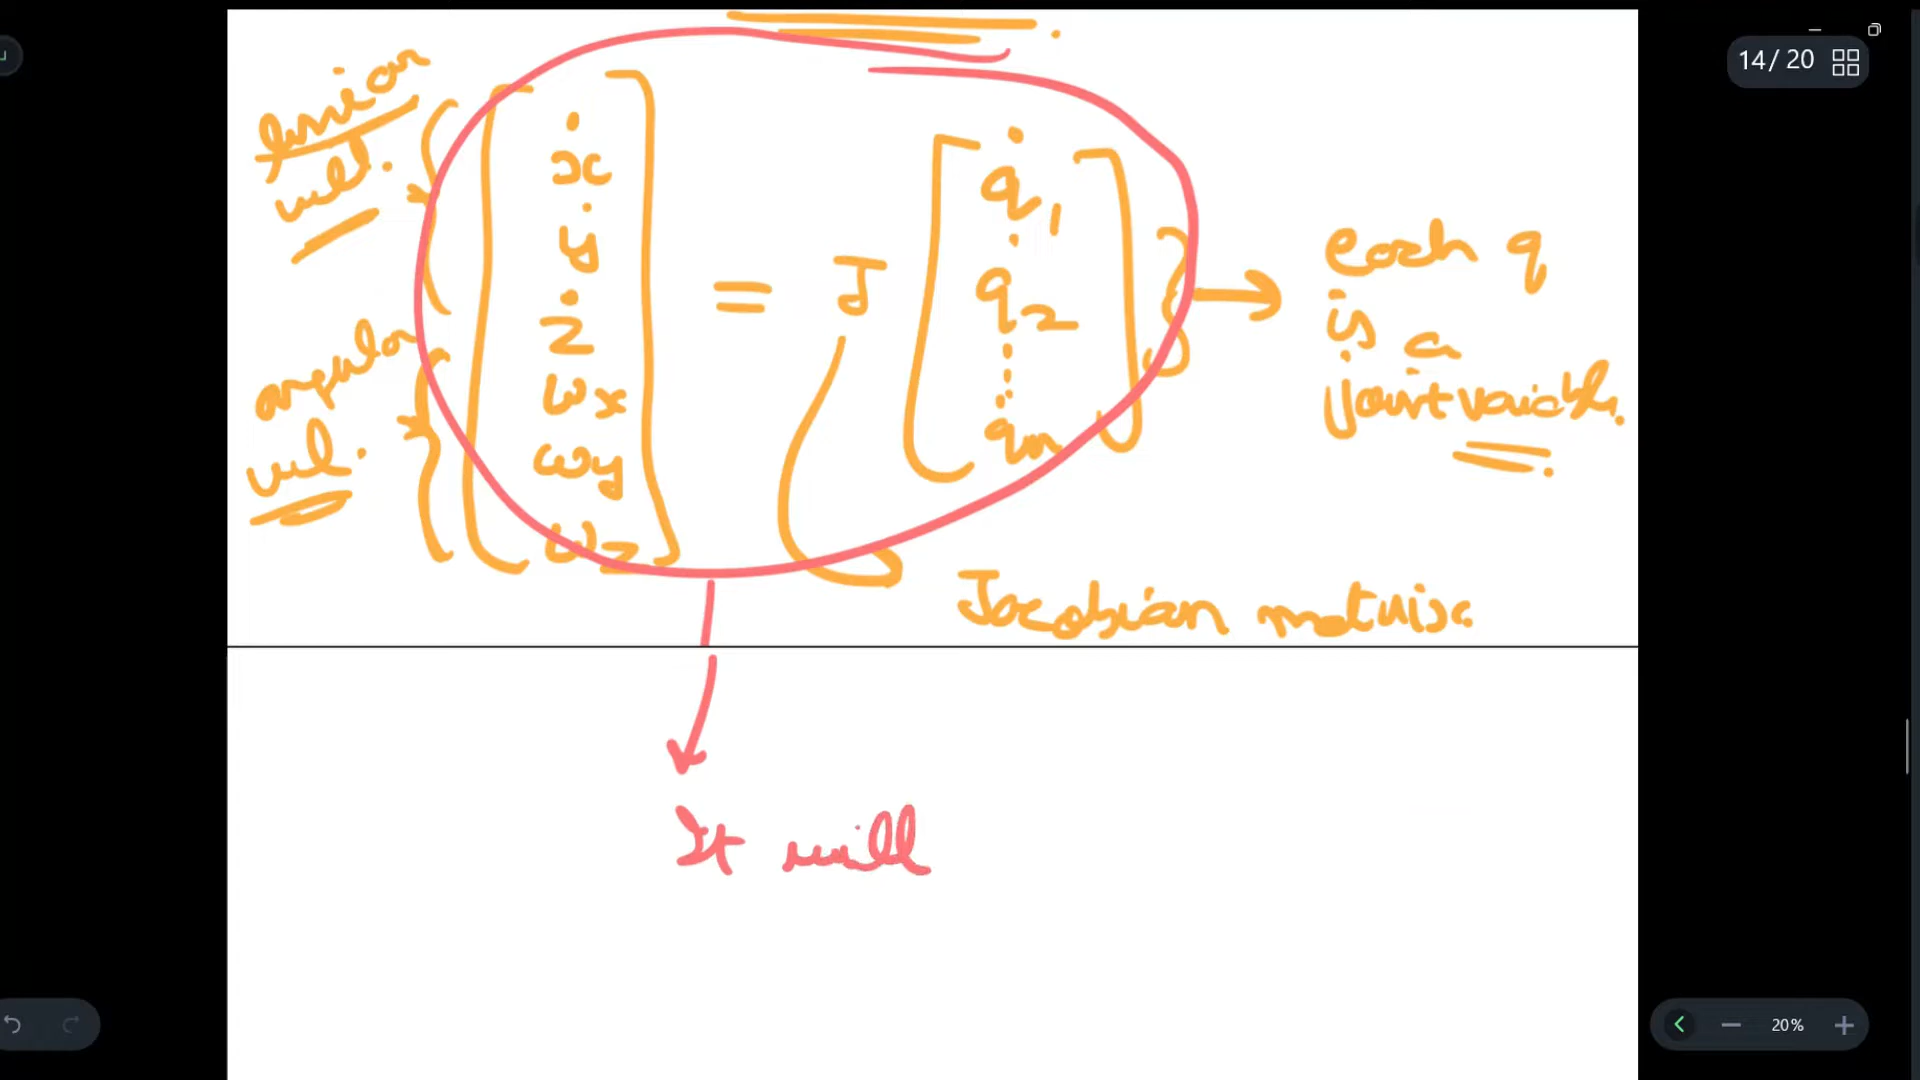 14/ 20
linear
vel.
angular
vel.
ẋ
ẏ
ż
ωx
ωy
ωz
= J
q̇1
q̇2
⋮
qn
→ each q
is a
joint variable.
Jacobian matrix.
It will
20%